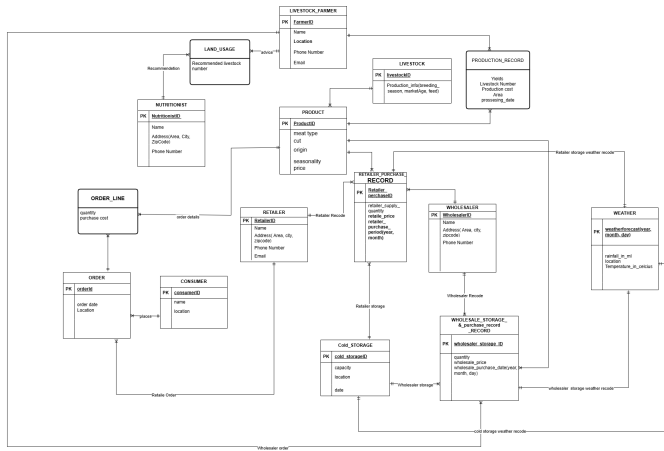 LIVESTOCK_FARMER
PK FarmerID
Name
Location
Phone Number
Email
LAND_USAGE
Recommended livestock
number
advice
Recommendetion
NUTRITIONIST
PK NutritionistID
Name
Address(Area, City,
ZipCode)
Phone Number
LIVESTOCK
PK livestockID
Production_info(breeding_
season, marketAge, feed)
PRODUCTION_RECORD
Yields
Livestock Number
Production cost
Area
prossesing_date
PRODUCT
PK ProductID
meat type
cut
origin
seasonality
price
Retailer storage weather recode
RETAILER_PURCHASE_
RECORD
PK Retailer_
perchaseID
retailer_supply_
quantity
retaile_price
retailer_
purchase_
period(year,
month)
ORDER_LINE
quantity
purchase cost
order details
RETAILER
PK RetailerID
Name
Address( Area, city,
zipcode)
Phone Number
Email
Retailer Recode
WHOLESALER
PK WholesalerID
Name
Address( Area, city,
zipcode)
Phone Number
WEATHER
PK weatherforecast(year,
month, day)
rainfall_in_ml
location
Temperature_in_celcius
ORDER
PK orderId
order date
Location
places
CONSUMER
PK consumerID
name
location
Wholesaler Recode
Retailer storage
WHOLESALE_STORAGE_
&_purchase_record
_RECORD
PK wholesaler_storage_ID
quantity
wholesale_price
wholesale_purchase_date(year,
month, day)
Cold_STORAGE
PK cold_storageID
capacity
location
date
Wholesaler storage
wholesaler storage weather recode
Retaile Order
cold storage weather recode
Wholesaler order